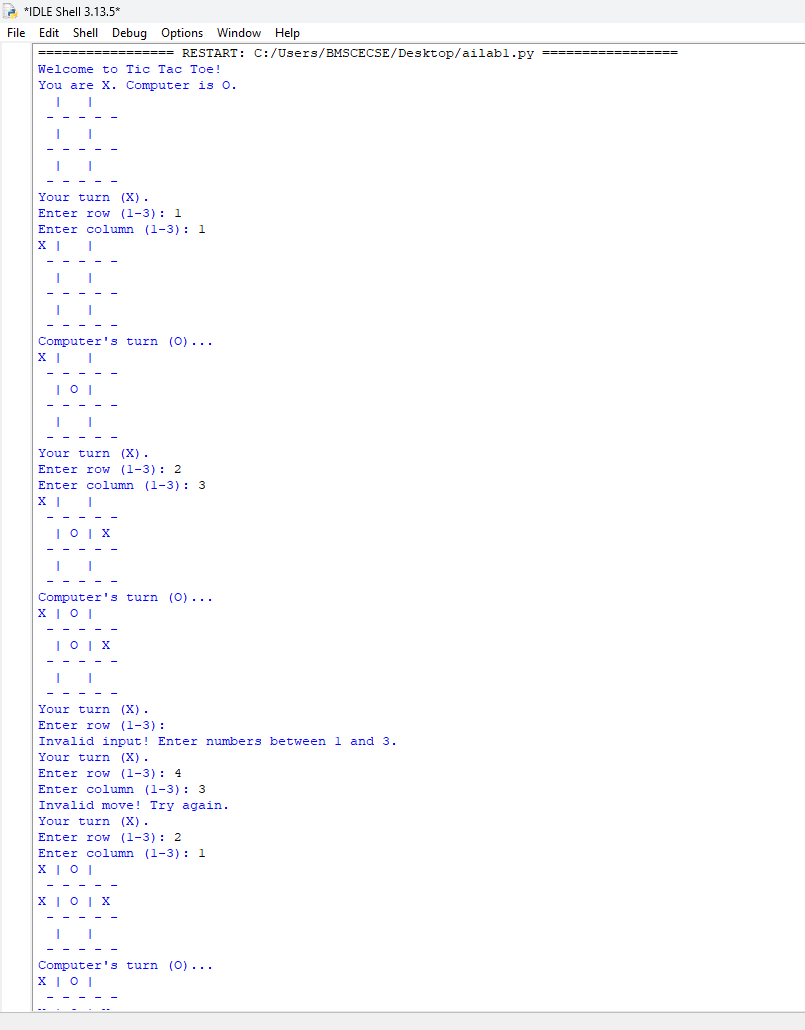 *IDLE Shell 3.13.5*
File Edit Shell Debug Options Window Help
================= RESTART: C:/Users/BMSCECSE/Desktop/ailab1.py =================
Welcome to Tic Tac Toe!
You are X. Computer is O.
  |   |
 - - - - -
  |   |
 - - - - -
  |   |
 - - - - -
Your turn (X).
Enter row (1-3): 1
Enter column (1-3): 1
X |   |
 - - - - -
  |   |
 - - - - -
  |   |
 - - - - -
Computer's turn (O)...
X |   |
 - - - - -
  | O |
 - - - - -
  |   |
 - - - - -
Your turn (X).
Enter row (1-3): 2
Enter column (1-3): 3
X |   |
 - - - - -
  | O | X
 - - - - -
  |   |
 - - - - -
Computer's turn (O)...
X | O |
 - - - - -
  | O | X
 - - - - -
  |   |
 - - - - -
Your turn (X).
Enter row (1-3):
Invalid input! Enter numbers between 1 and 3.
Your turn (X).
Enter row (1-3): 4
Enter column (1-3): 3
Invalid move! Try again.
Your turn (X).
Enter row (1-3): 2
Enter column (1-3): 1
X | O |
 - - - - -
X | O | X
 - - - - -
  |   |
 - - - - -
Computer's turn (O)...
X | O |
 - - - - -